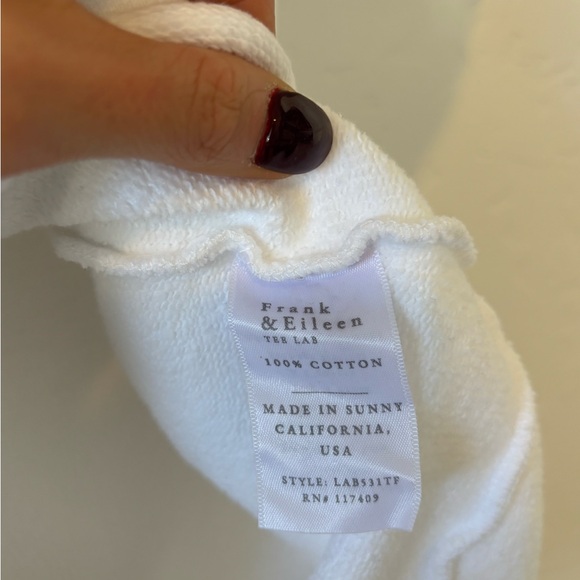 Frank
& Eileen
TEE LAB
100% COTTON
MADE IN SUNNY
CALIFORNIA,
USA
STYLE: LAB531TF
RN# 117409